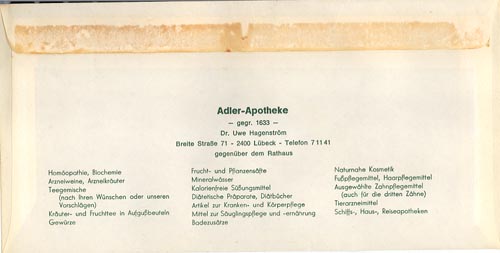 Adler-Apotheke
— gegr. 1633 —
Dr. Uwe Hagenström
Breite Straße 71 - 2400 Lübeck - Telefon 7 11 41
gegenüber dem Rathaus
Homöopathie, Biochemie
Arzneiweine, Arzneikräuter
Teegemische
(nach Ihren Wünschen oder unseren
Vorschlägen)
Kräuter- und Früchtetee in Aufgußbeuteln
Gewürze
Frucht- und Pflanzensäfte
Mineralwässer
Kalorienfreie Süßungsmittel
Diätetische Präparate, Diätbücher
Artikel zur Kranken- und Körperpflege
Mittel zur Säuglingspflege und -ernährung
Badezusätze
Naturnahe Kosmetik
Fußpflegemittel, Haarpflegemittel
Ausgewählte Zahnpflegemittel
(auch für die dritten Zähne)
Tierarzneimittel
Schiffs-, Haus-, Reiseapotheken